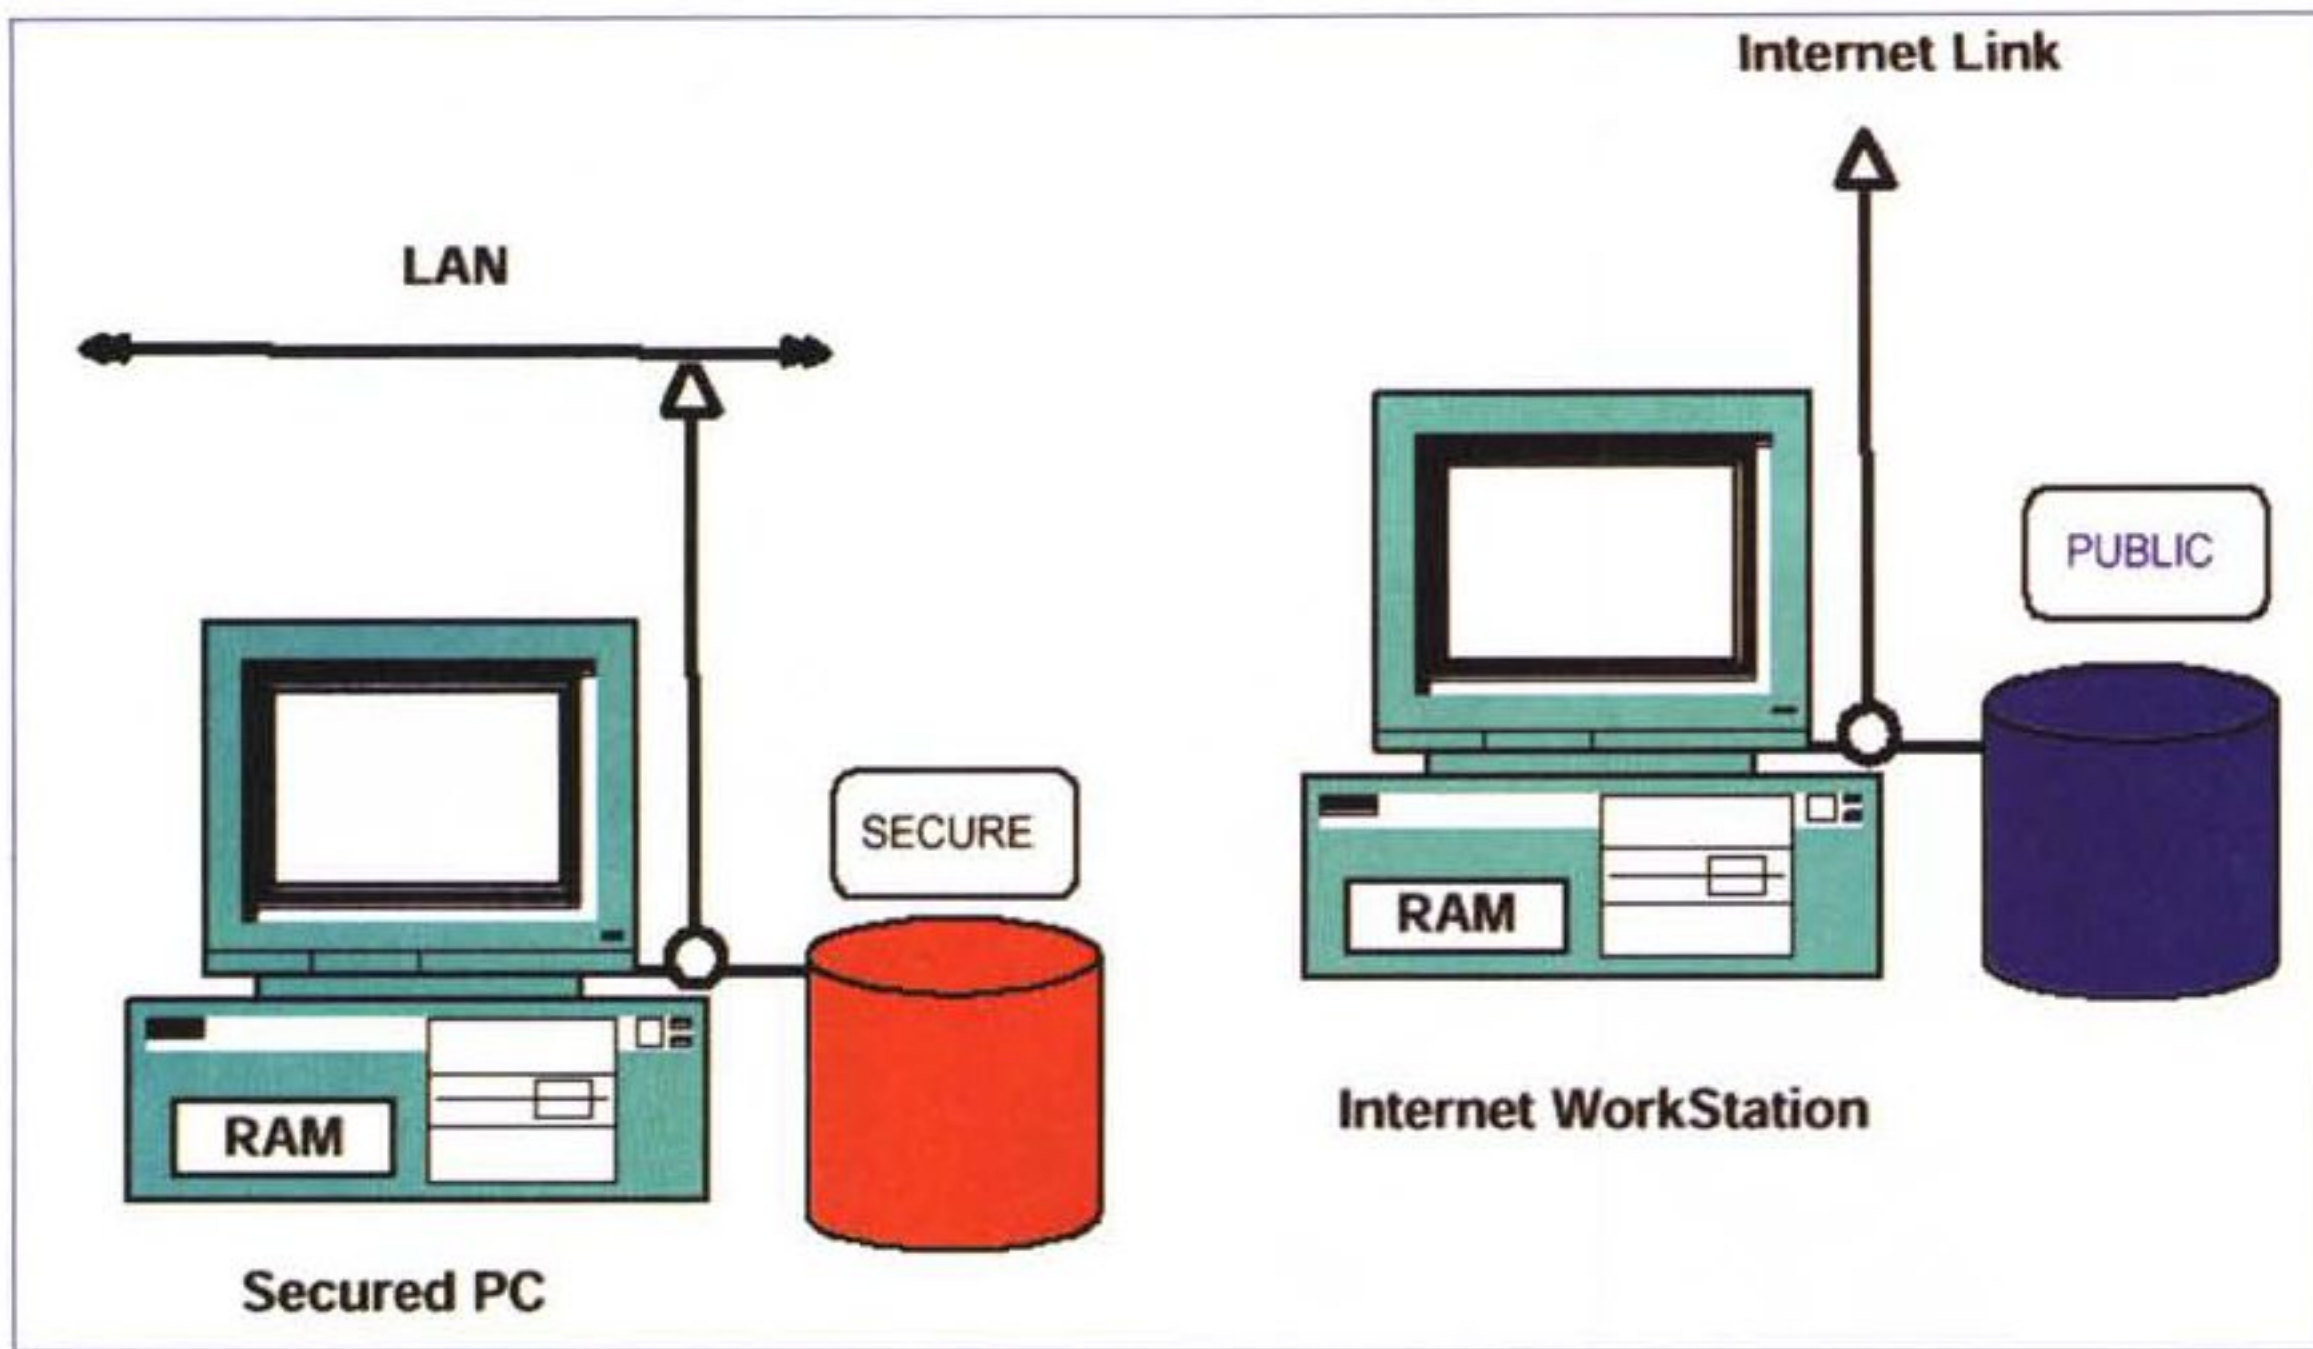 Internet Link
LAN
PUBLIC
SECURE
RAM
RAM
Internet WorkStation
Secured PC